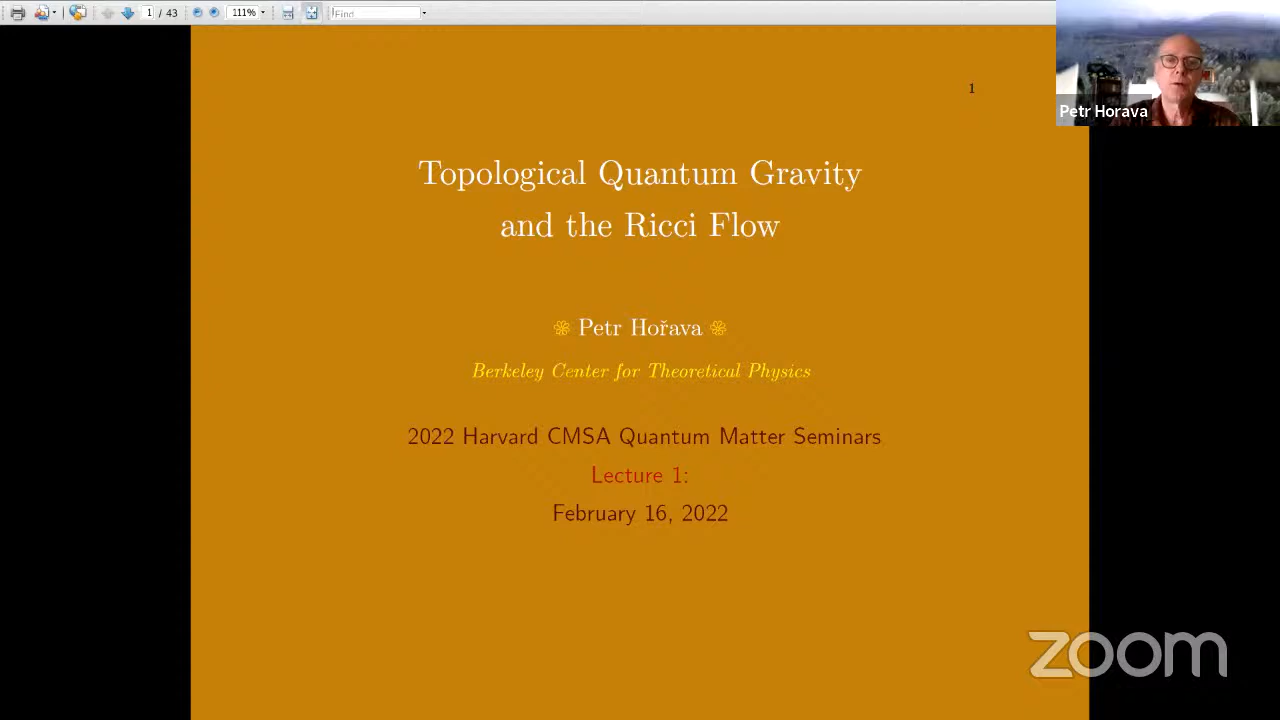 1 / 43
111%
Find
Petr Horava
1
Topological Quantum Gravity
and the Ricci Flow
Petr Hořava
Berkeley Center for Theoretical Physics
2022 Harvard CMSA Quantum Matter Seminars
Lecture 1:
February 16, 2022
zoom